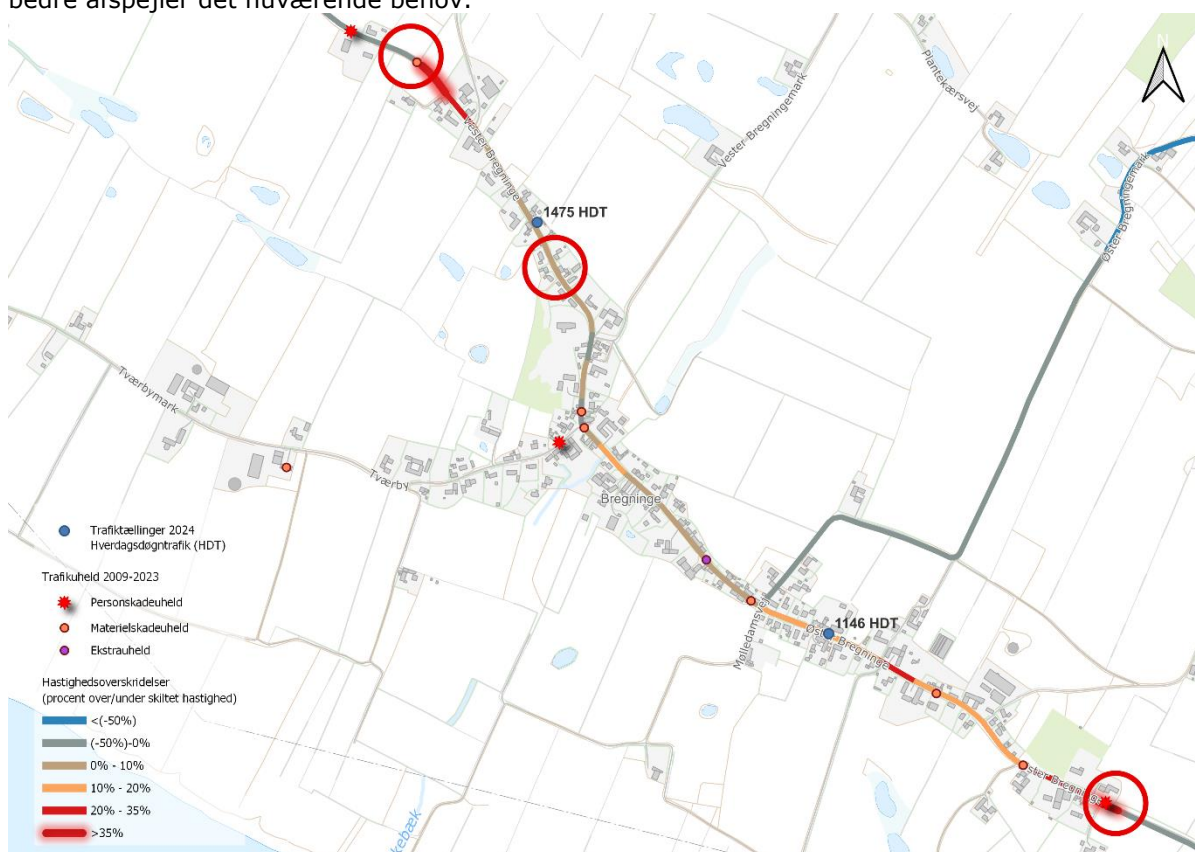 bedre afspejler det nuværende behov.
N
Plantekærsvej
Vester Bregningemark
Øster Bregningemark
Vester Bregninge
1475 HDT
Tværbymark
Tværby
Bregninge
Trafiktællinger 2024
Hverdagsdøgntrafik (HDT)
Trafikuheld 2009-2023
Personskadeuheld
Materielskadeuheld
Ekstrauheld
Hastighedsoverskridelser
(procent over/under skiltet hastighed)
<(-50%)
(-50%)-0%
0% - 10%
10% - 20%
20% - 35%
>35%
Mølledamsvej
1146 HDT
Øster Bregninge
ster Bregninge
kebæk